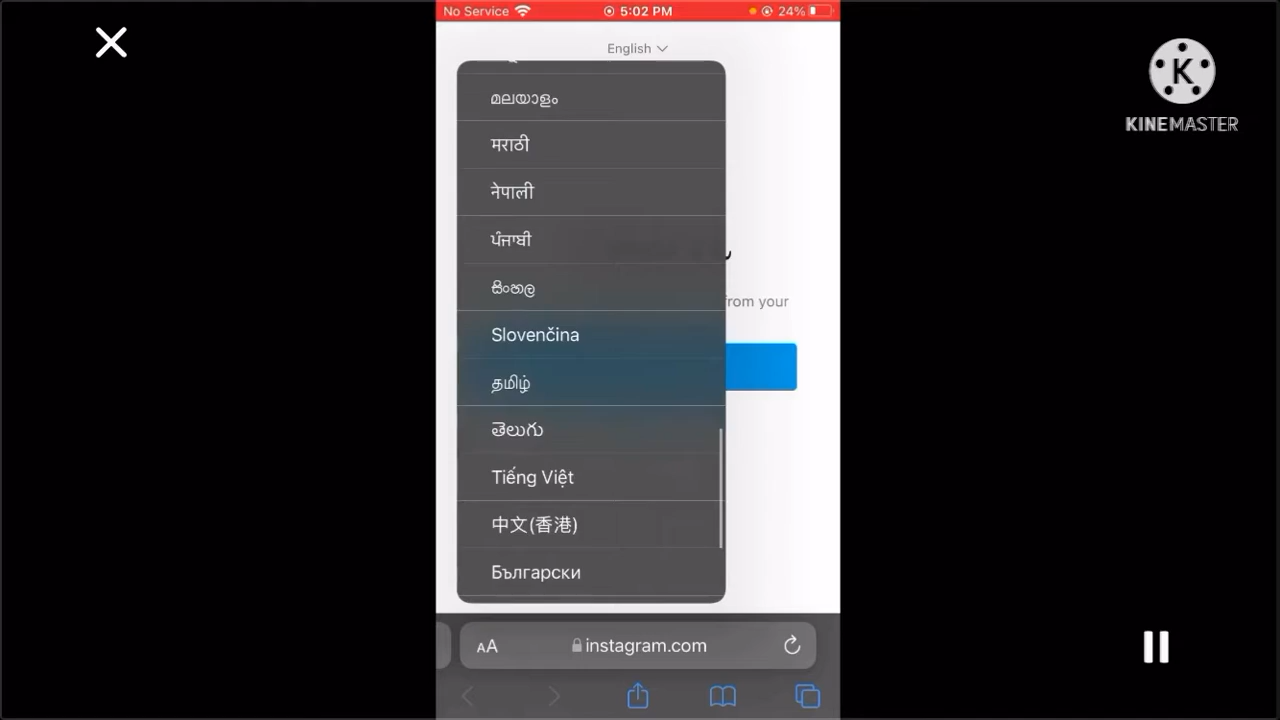 No Service
5:02 PM
24%
English
മലയാളം
मराठी
नेपाली
ਪੰਜਾਬੀ
සිංහල
from your
Slovenčina
தமிழ்
తెలుగు
Tiếng Việt
中文(香港)
Български
AA
instagram.com
K
KINEMASTER